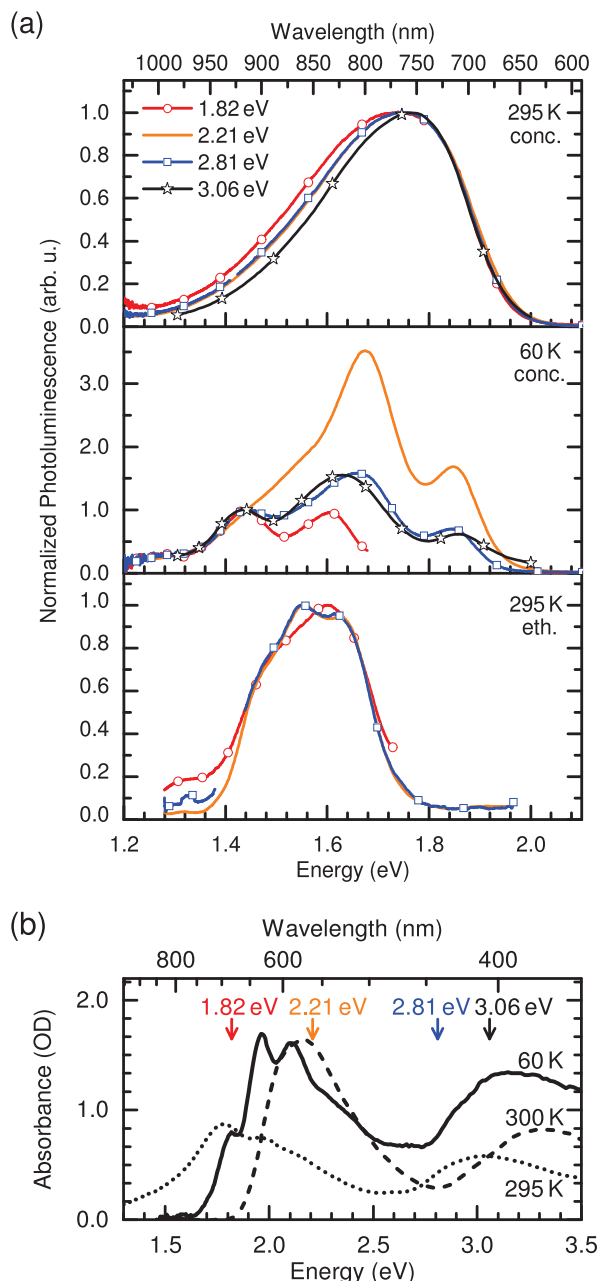 (a)
Wavelength (nm)
1000 950 900 850 800 750 700 650 600
1.82 eV
2.21 eV
2.81 eV
3.06 eV
295 K
conc.
1.0
0.8
0.6
0.4
0.2
0.0
Normalized Photoluminescence (arb. u.)
60 K
conc.
3.0
2.0
1.0
0.0
295 K
eth.
1.0
0.8
0.6
0.4
0.2
0.0
1.2 1.4 1.6 1.8 2.0
Energy (eV)
(b)
Wavelength (nm)
800 600 400
2.0
1.0
0.0
Absorbance (OD)
1.82 eV 2.21 eV 2.81 eV 3.06 eV
60 K
300 K
295 K
1.5 2.0 2.5 3.0 3.5
Energy (eV)